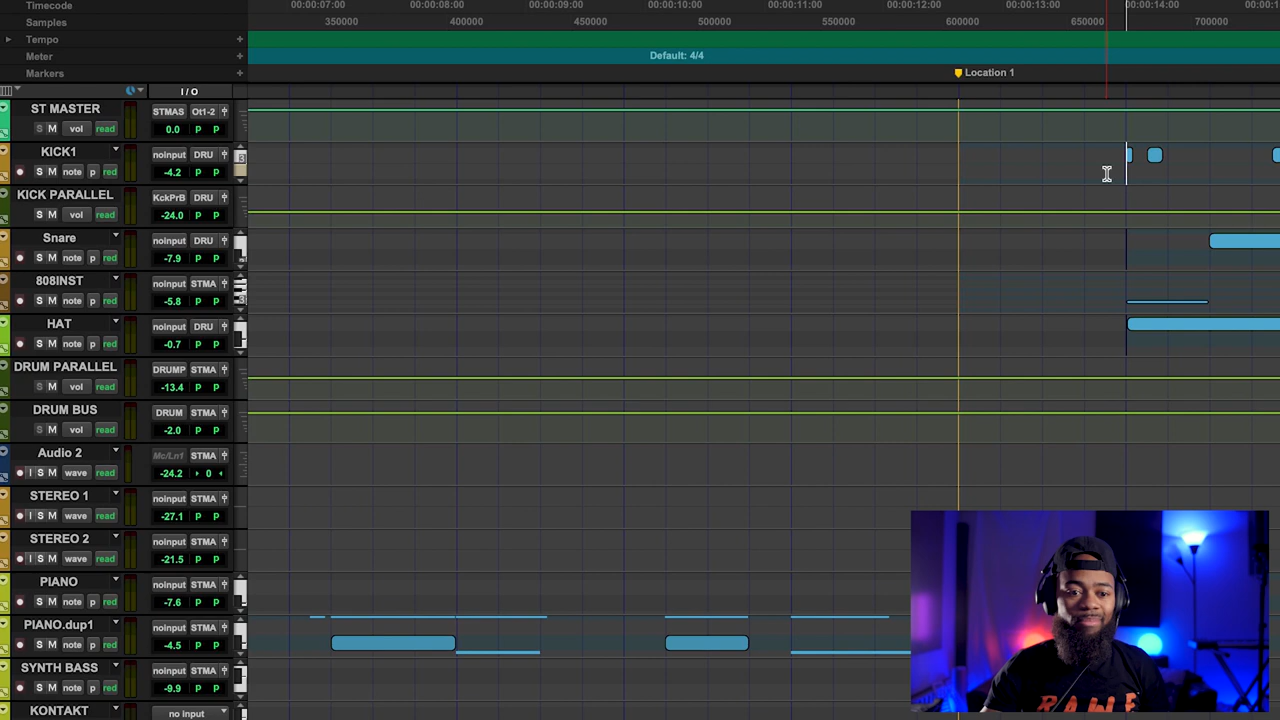 Timecode 00:00:07:00 00:00:08:00 00:00:09:00 00:00:10:00 00:00:11:00 00:00:12:00 00:00:13:00 00:00:14:00
Samples 350000 400000 450000 500000 550000 600000 650000 700000
Tempo +
Meter + Default: 4/4
Markers + Location 1
I / O
ST MASTER STMAS Ot1-2
S M vol read 0.0 P P
KICK1 noInput DRU
S M note p red -4.2 P P
KICK PARALLEL KckPrB DRU
S M vol read -24.0 P P
Snare noInput DRU
S M note p red -7.9 P P
808INST noInput STMA
S M note p red -5.8 P P
HAT noInput DRU
S M note p red -0.7 P P
DRUM PARALLEL DRUMP STMA
S M vol read -13.4 P P
DRUM BUS DRUM STMA
S M vol read -2.0 P P
Audio 2 Mc/Ln1 STMA
I S M wave read -24.2 0
STEREO 1 noInput STMA
I S M wave read -27.1 P P
STEREO 2 noInput STMA
I S M wave read -21.5 P P
PIANO noInput STMA
S M note p red -7.6 P P
PIANO.dup1 noInput STMA
S M note p red -4.5 P P
SYNTH BASS noInput STMA
S M note p red -9.9 P P
KONTAKT no input